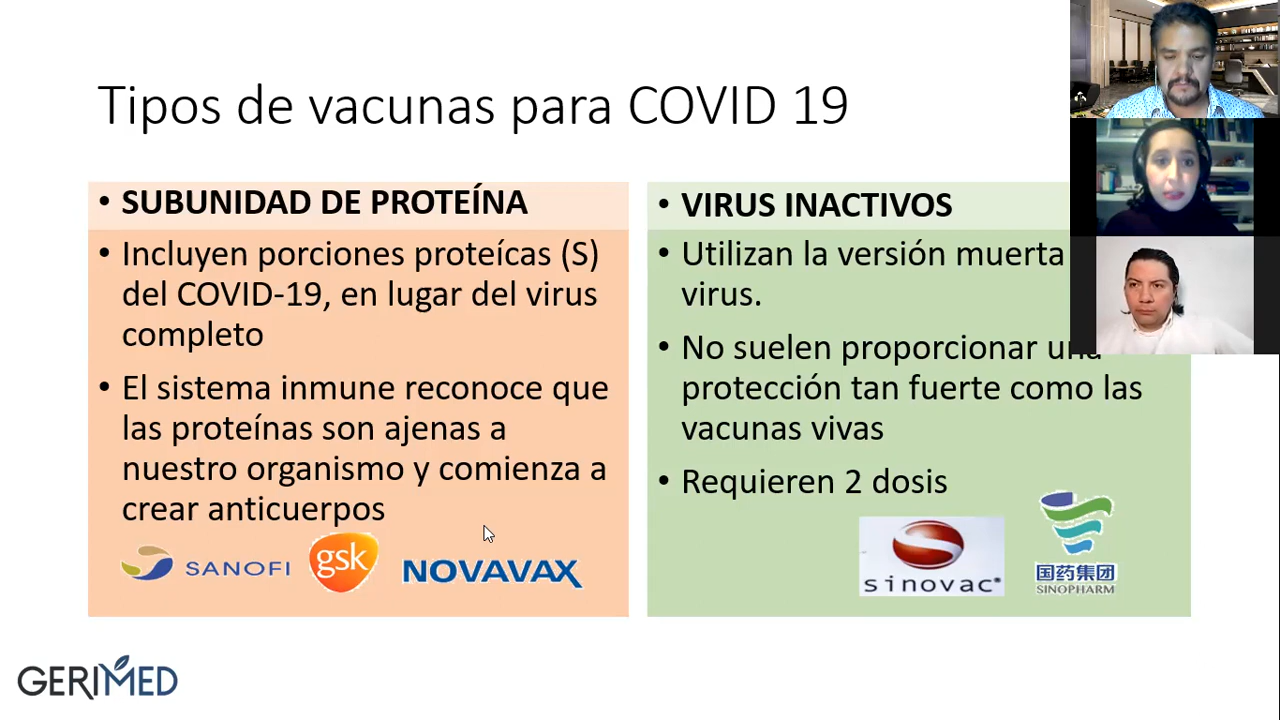 Tipos de vacunas para COVID 19
• SUBUNIDAD DE PROTEÍNA
• Incluyen porciones proteícas (S)
del COVID-19, en lugar del virus
completo
• El sistema inmune reconoce que
las proteínas son ajenas a
nuestro organismo y comienza a
crear anticuerpos
SANOFI
gsk
NOVAVAX
• VIRUS INACTIVOS
• Utilizan la versión muerta
virus.
• No suelen proporcionar una
protección tan fuerte como las
vacunas vivas
• Requieren 2 dosis
sinovac
国药集团
SINOPHARM
GERIMED